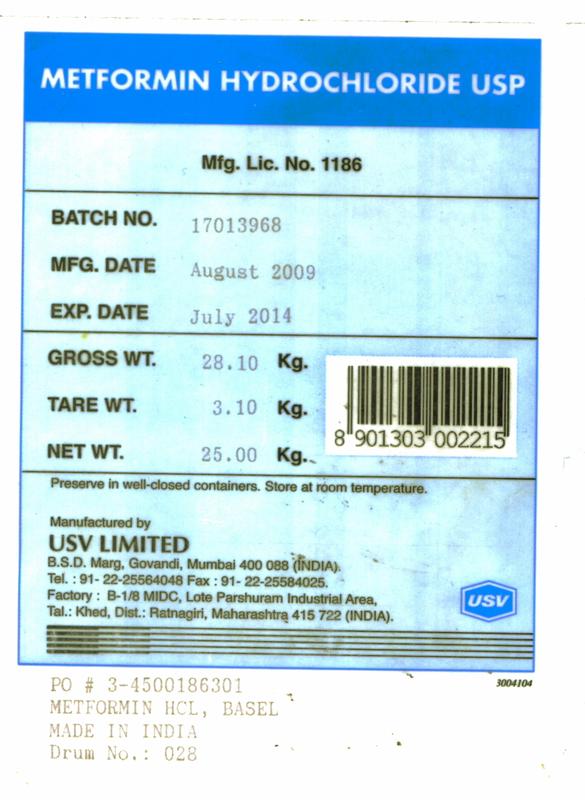 METFORMIN HYDROCHLORIDE USP
Mfg. Lic. No. 1186
BATCH NO. 17013968
MFG. DATE August 2009
EXP. DATE July 2014
GROSS WT. 28.10 Kg.
TARE WT. 3.10 Kg.
NET WT. 25.00 Kg.
8 901303 002215
Preserve in well-closed containers. Store at room temperature.
Manufactured by
USV LIMITED
B.S.D. Marg, Govandi, Mumbai 400 088 (INDIA).
Tel. : 91- 22-25564048 Fax : 91- 22-25584025.
Factory : B-1/8 MIDC, Lote Parshuram Industrial Area,
Tal.: Khed, Dist.: Ratnagiri, Maharashtra 415 722 (INDIA).
USV
3004104
PO # 3-4500186301
METFORMIN HCL, BASEL
MADE IN INDIA
Drum No.: 028